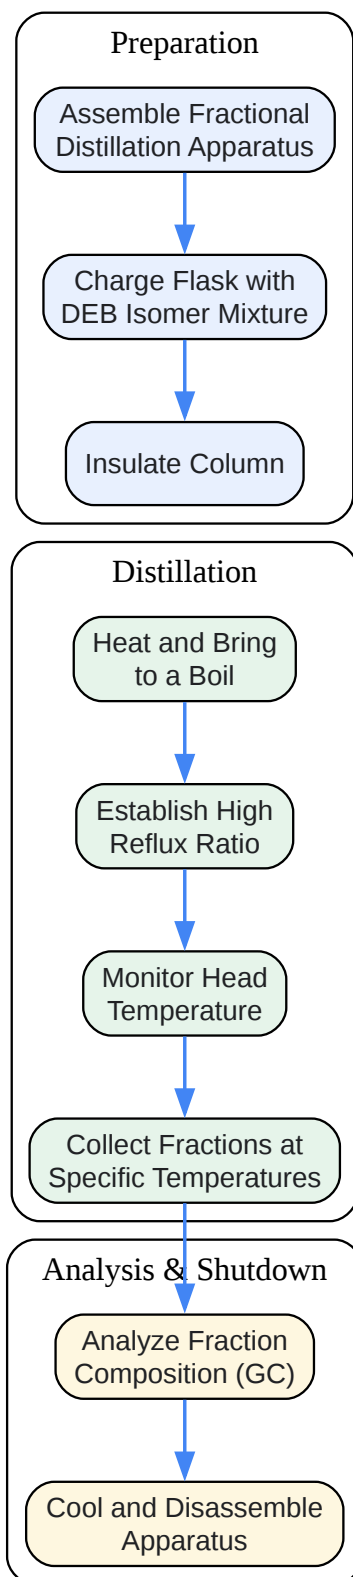 Preparation
Assemble Fractional
Distillation Apparatus
Charge Flask with
DEB Isomer Mixture
Insulate Column
Distillation
Heat and Bring
to a Boil
Establish High
Reflux Ratio
Monitor Head
Temperature
Collect Fractions at
Specific Temperatures
Analysis & Shutdown
Analyze Fraction
Composition (GC)
Cool and Disassemble
Apparatus